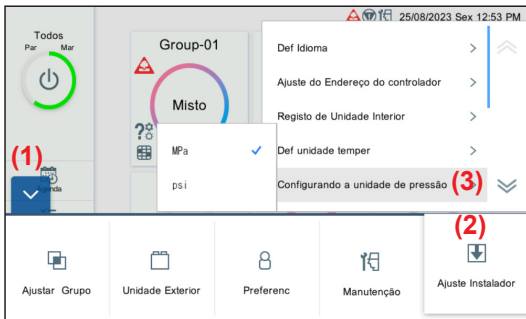 25/08/2023 Sex 12:53 PM
Todos
Par Mar
Group-01
Misto
Def Idioma
Ajuste do Endereço do controlador
Registo de Unidade Interior
Def unidade temper
Configurando a unidade de pressão
(3)
MPa
psi
(1)
(2)
Ajustar Grupo
Unidade Exterior
Preferenc
Manutenção
Ajuste Instalador